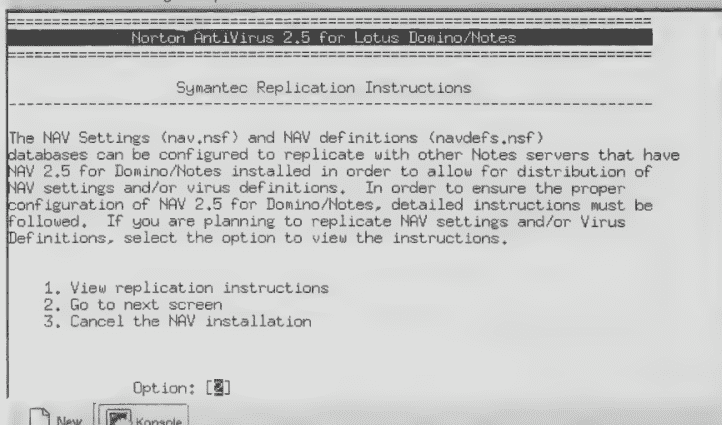 Norton AntiVirus 2.5 for Lotus Domino/Notes
Symantec Replication Instructions
The NAV Settings (nav.nsf) and NAV definitions (navdefs.nsf)
databases can be configured to replicate with other Notes servers that have
NAV 2.5 for Domino/Notes installed in order to allow for distribution of
NAV settings and/or virus definitions. In order to ensure the proper
configuration of NAV 2.5 for Domino/Notes, detailed instructions must be
followed. If you are planning to replicate NAV settings and/or Virus
Definitions, select the option to view the instructions.
1. View replication instructions
2. Go to next screen
3. Cancel the NAV installation
Option: [2]
New Konsole